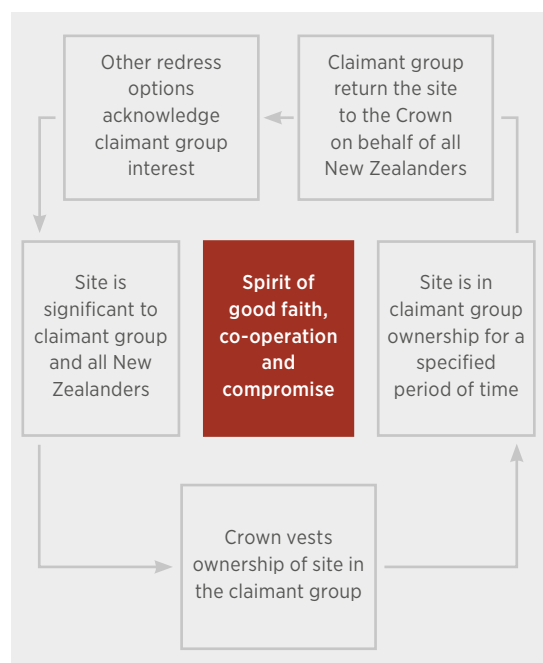 Other redress
options
acknowledge
claimant group
interest
Claimant group
return the site
to the Crown
on behalf of all
New Zealanders
Site is
significant to
claimant group
and all New
Zealanders
Spirit of
good faith,
co-operation
and
compromise
Site is in
claimant group
ownership for a
specified
period of time
Crown vests
ownership of site in
the claimant group